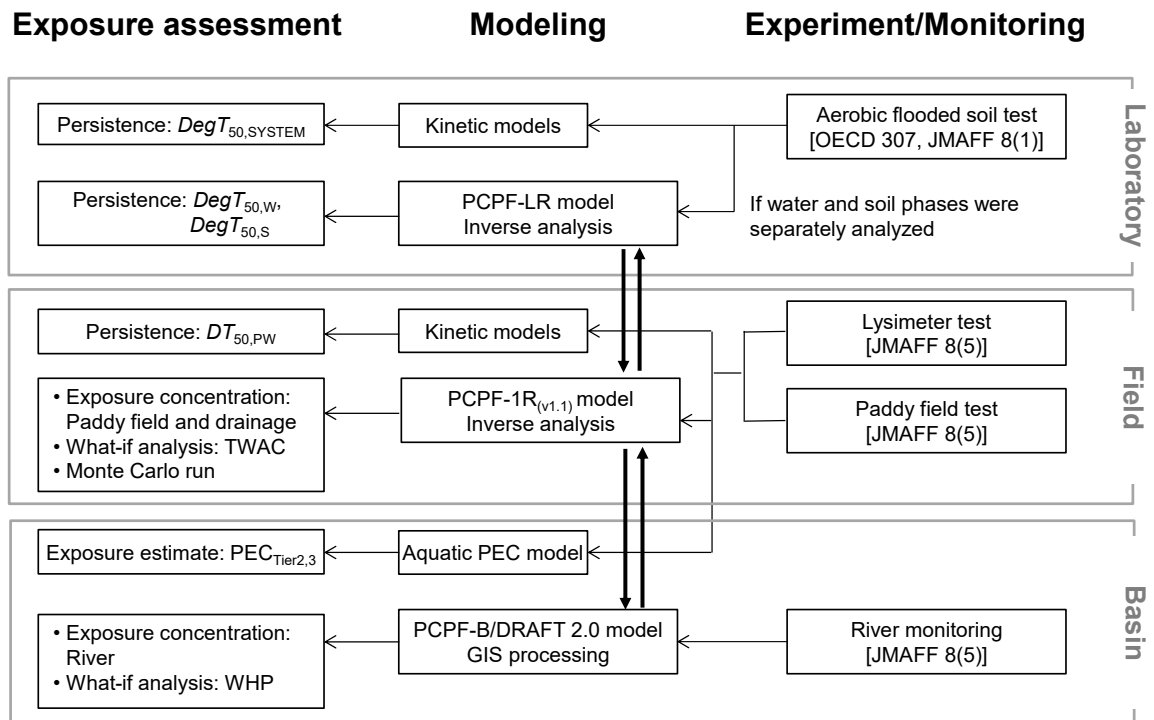 Exposure assessment
Modeling
Experiment/Monitoring
Laboratory
Persistence: DegT50,SYSTEM
Kinetic models
Aerobic flooded soil test
[OECD 307, JMAFF 8(1)]
Persistence: DegT50,W,
DegT50,S
PCPF-LR model
Inverse analysis
If water and soil phases were
separately analyzed
Field
Persistence: DT50,PW
Kinetic models
Lysimeter test
[JMAFF 8(5)]
• Exposure concentration:
Paddy field and drainage
• What-if analysis: TWAC
• Monte Carlo run
PCPF-1R(v1.1) model
Inverse analysis
Paddy field test
[JMAFF 8(5)]
Basin
Exposure estimate: PECTier2,3
Aquatic PEC model
• Exposure concentration:
River
• What-if analysis: WHP
PCPF-B/DRAFT 2.0 model
GIS processing
River monitoring
[JMAFF 8(5)]